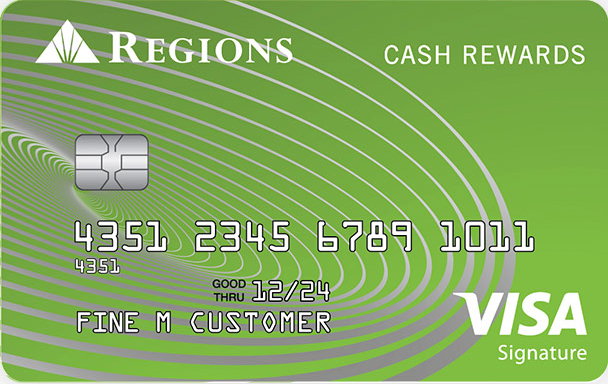 REGIONS
CASH REWARDS
4351 2345 6789 1011
4351
GOOD THRU 12/24
FINE M CUSTOMER
VISA
Signature